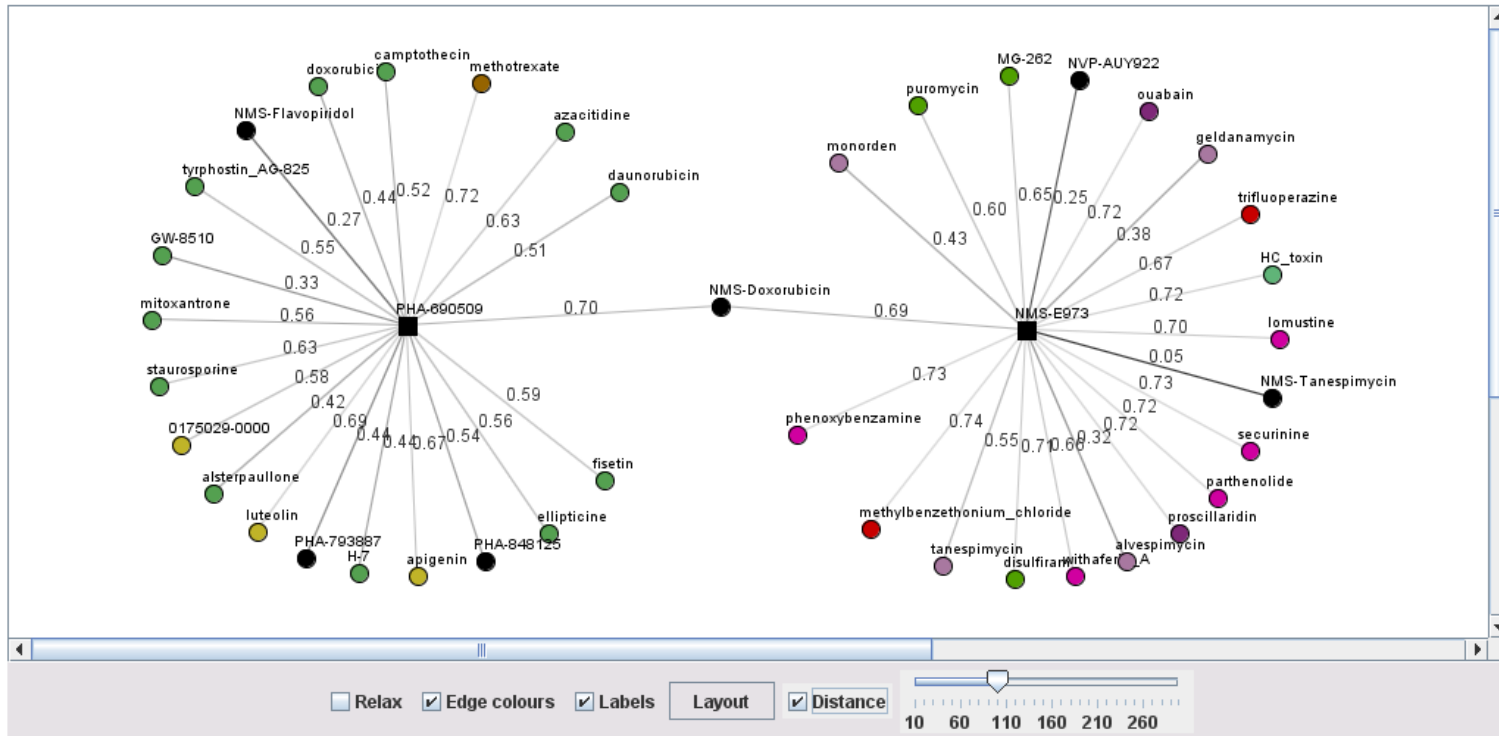 camptothecin
doxorubici
methotrexate
NMS-Flavopiridol
azacitidine
tyrphostin_AG-825
daunorubicin
GW-8510
mitoxantrone
staurosporine
0175029-0000
alsterpaullone
luteolin
PHA-793887
H-7
apigenin
PHA-848125
ellipticine
fisetin
PHA-690509
0.44
0.52
0.72
0.27
0.63
0.55
0.51
0.33
0.56
0.63
0.58
0.42
0.69
0.44
0.44
0.67
0.54
0.56
0.59
0.70
NMS-Doxorubicin
0.69
MG-262
NVP-AUY922
puromycin
ouabain
monorden
geldanamycin
trifluoperazine
HC_toxin
lomustine
NMS-Tanespimycin
securinine
parthenolide
proscillaridin
alvespimycin
disulfiram
tanespimycin
methylbenzethonium_chloride
phenoxybenzamine
NMS-E973
0.65
0.25
0.60
0.72
0.43
0.38
0.67
0.72
0.70
0.05
0.73
0.73
0.72
0.72
0.74
0.55
0.71
0.66
0.32
Relax
Edge colours
Labels
Layout
Distance
10 60 110 160 210 260